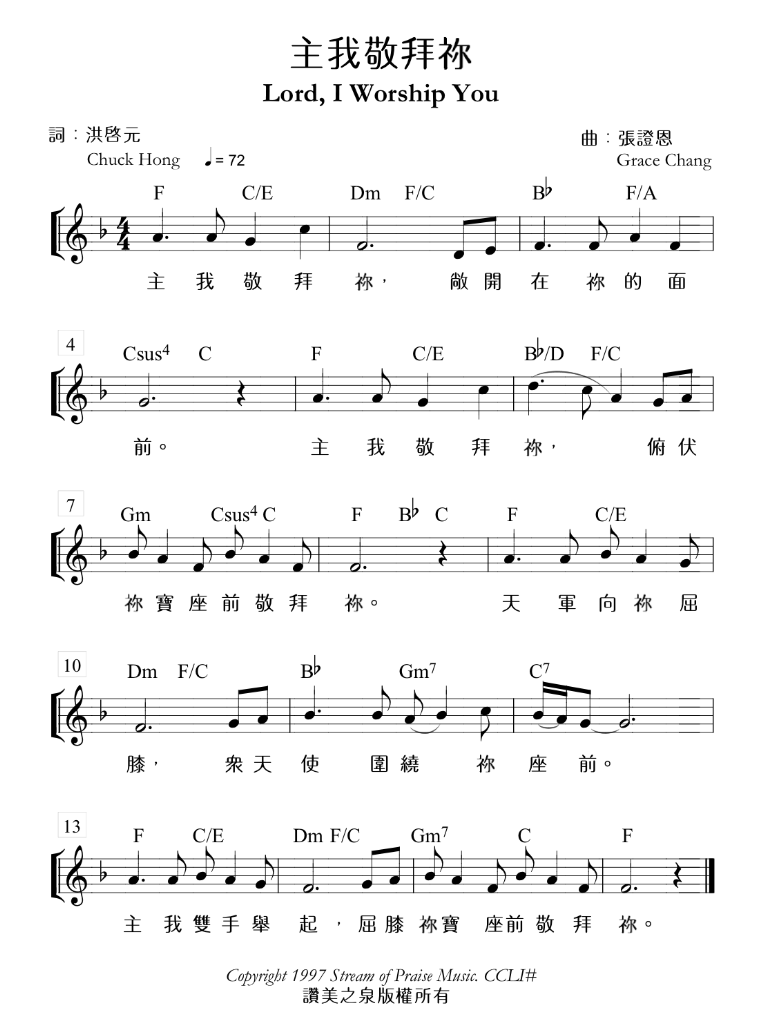 主我敬拜祢
Lord, I Worship You
詞：洪啓元
曲：張證恩
Chuck Hong ♩= 72
Grace Chang
F C/E Dm F/C B♭ F/A
4
4
主 我 敬 拜 祢， 敞 開 在 祢 的 面
4
Csus4 C F C/E B♭/D F/C
前。 主 我 敬 拜 祢， 俯 伏
7
Gm Csus4 C F B♭ C F C/E
祢 寶 座 前 敬 拜 祢。 天 軍 向 祢 屈
10
Dm F/C B♭ Gm7 C7
膝， 衆 天 使 圍 繞 祢 座 前。
13
F C/E Dm F/C Gm7 C F
主 我 雙 手 舉 起，屈 膝 祢 寶 座 前 敬 拜 祢。
Copyright 1997 Stream of Praise Music. CCLI#
讚美之泉版權所有